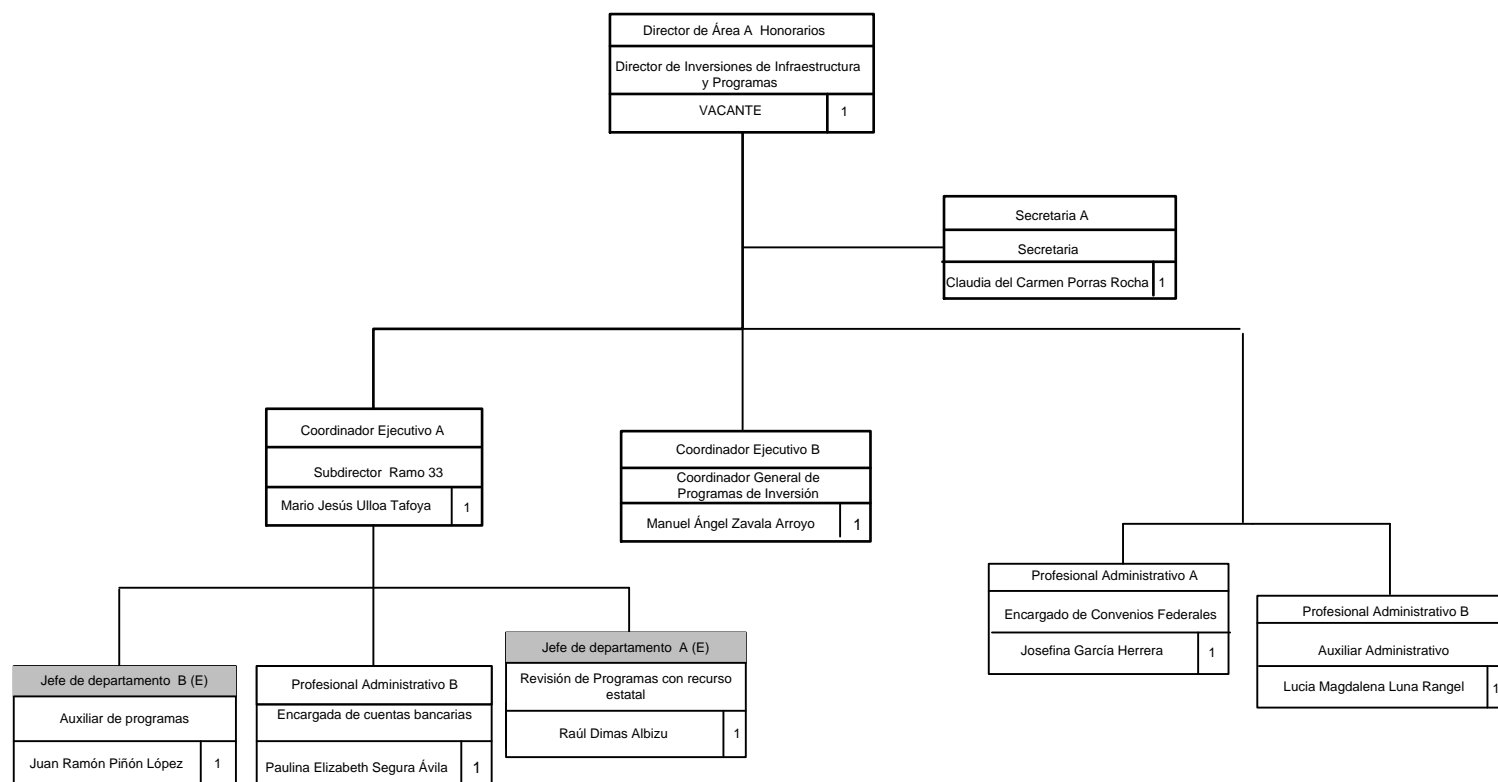 Director de Área A Honorarios
Director de Inversiones de Infraestructura
y Programas
VACANTE 1
Secretaria A
Secretaria
Claudia del Carmen Porras Rocha 1
Coordinador Ejecutivo A
Subdirector Ramo 33
Mario Jesús Ulloa Tafoya 1
Coordinador Ejecutivo B
Coordinador General de
Programas de Inversión
Manuel Ángel Zavala Arroyo 1
Profesional Administrativo A
Encargado de Convenios Federales
Josefina García Herrera 1
Profesional Administrativo B
Auxiliar Administrativo
Lucia Magdalena Luna Rangel 1
Jefe de departamento B (E)
Auxiliar de programas
Juan Ramón Piñón López 1
Profesional Administrativo B
Encargada de cuentas bancarias
Paulina Elizabeth Segura Ávila 1
Jefe de departamento A (E)
Revisión de Programas con recurso
estatal
Raúl Dimas Albizu 1